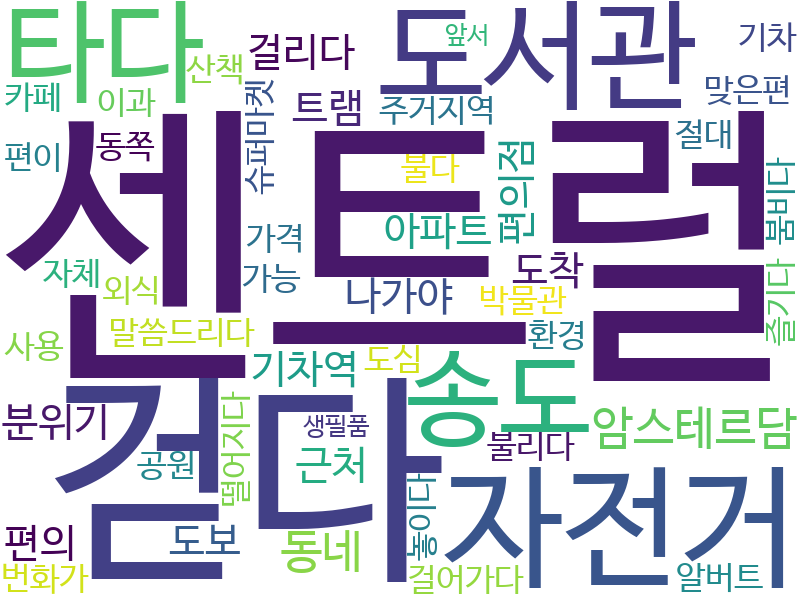 타다
도서관
앞서
기차
산책
걸리다
카페
이과
트램
주거지역
맞은편
편이
동쪽
슈퍼마켓
불다
편의점
절대
붐비다
센트럴
가격
아파트
자체
외식
가능
나가야
도착
박물관
즐기다
사용
말씀드리다
환경
기차역
도심
송도
걷다
분위기
떨어지다
생필품
불리다
암스테르담
공원
근처
놓이다
자전거
편의
도보
동네
번화가
걸어가다
알버트